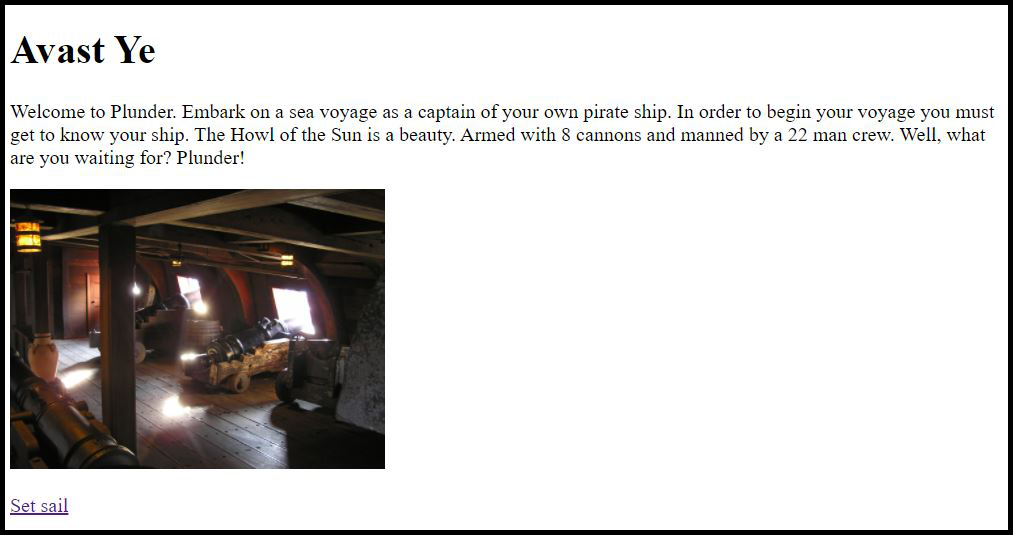 Avast Ye
Welcome to Plunder. Embark on a sea voyage as a captain of your own pirate ship. In order to begin your voyage you must
get to know your ship. The Howl of the Sun is a beauty. Armed with 8 cannons and manned by a 22 man crew. Well, what
are you waiting for? Plunder!
Set sail